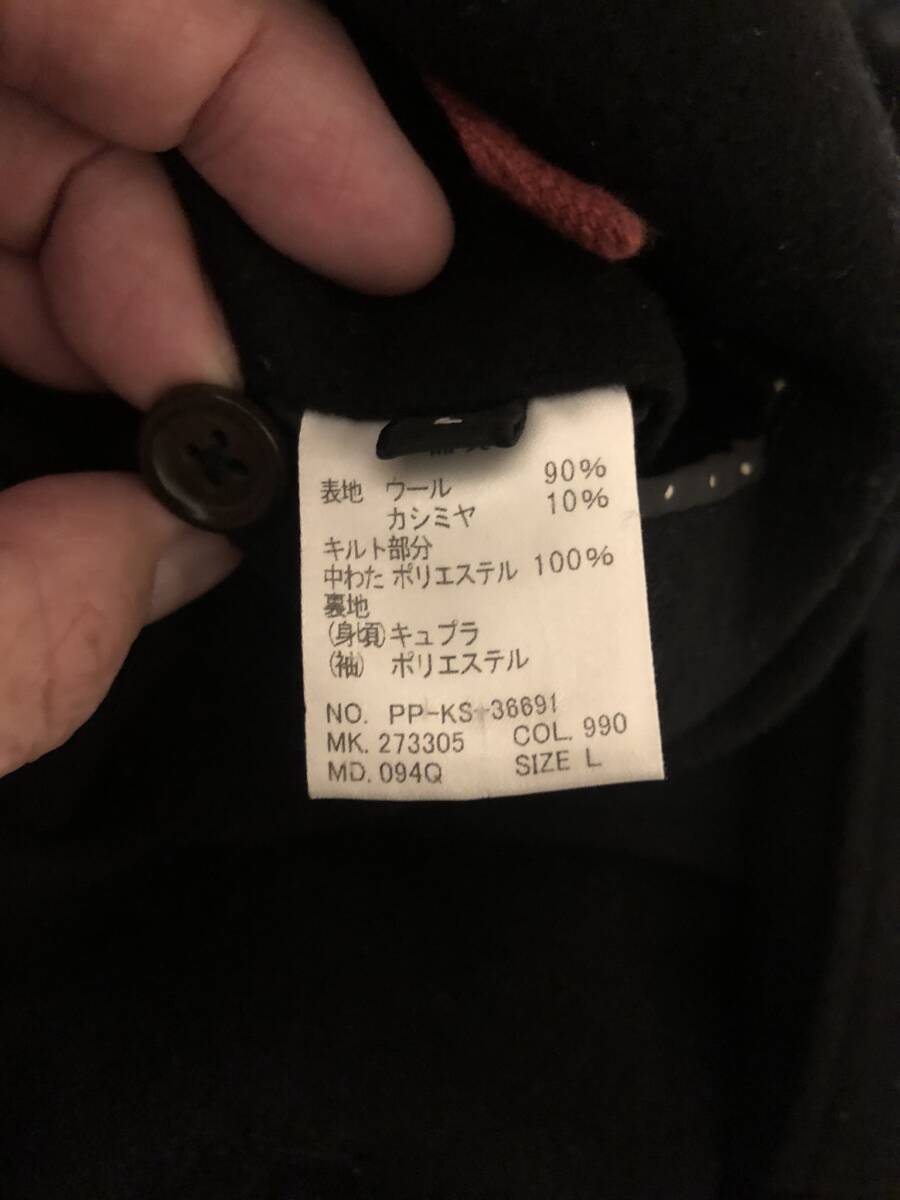 L
表地 ウール 90%
カシミヤ 10%
キルト部分
中わた ポリエステル 100%
裏地
(身頃)キュプラ
(袖) ポリエステル
NO. PP-KS-36691
MK. 273305 COL. 990
MD. 094Q SIZE L